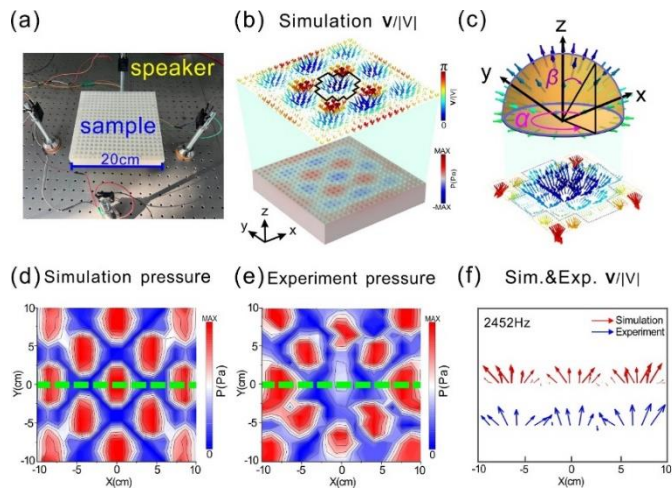 (a)
speaker
sample
20cm
(b) Simulation v/|V|
π
v/|V|
0
MAX
P(Pa)
-MAX
z
y
x
(c)
z
y
β
x
α
(d) Simulation pressure
10
5
0
-5
-10
Y(cm)
-10 -5 0 5 10
X(cm)
MAX
P(Pa)
0
(e) Experiment pressure
10
5
0
-5
-10
Y(cm)
-10 -5 0 5 10
X(cm)
MAX
P(Pa)
0
(f) Sim.&Exp. v/|V|
2452Hz
Simulation
Experiment
-10 -5 0 5 10
X(cm)